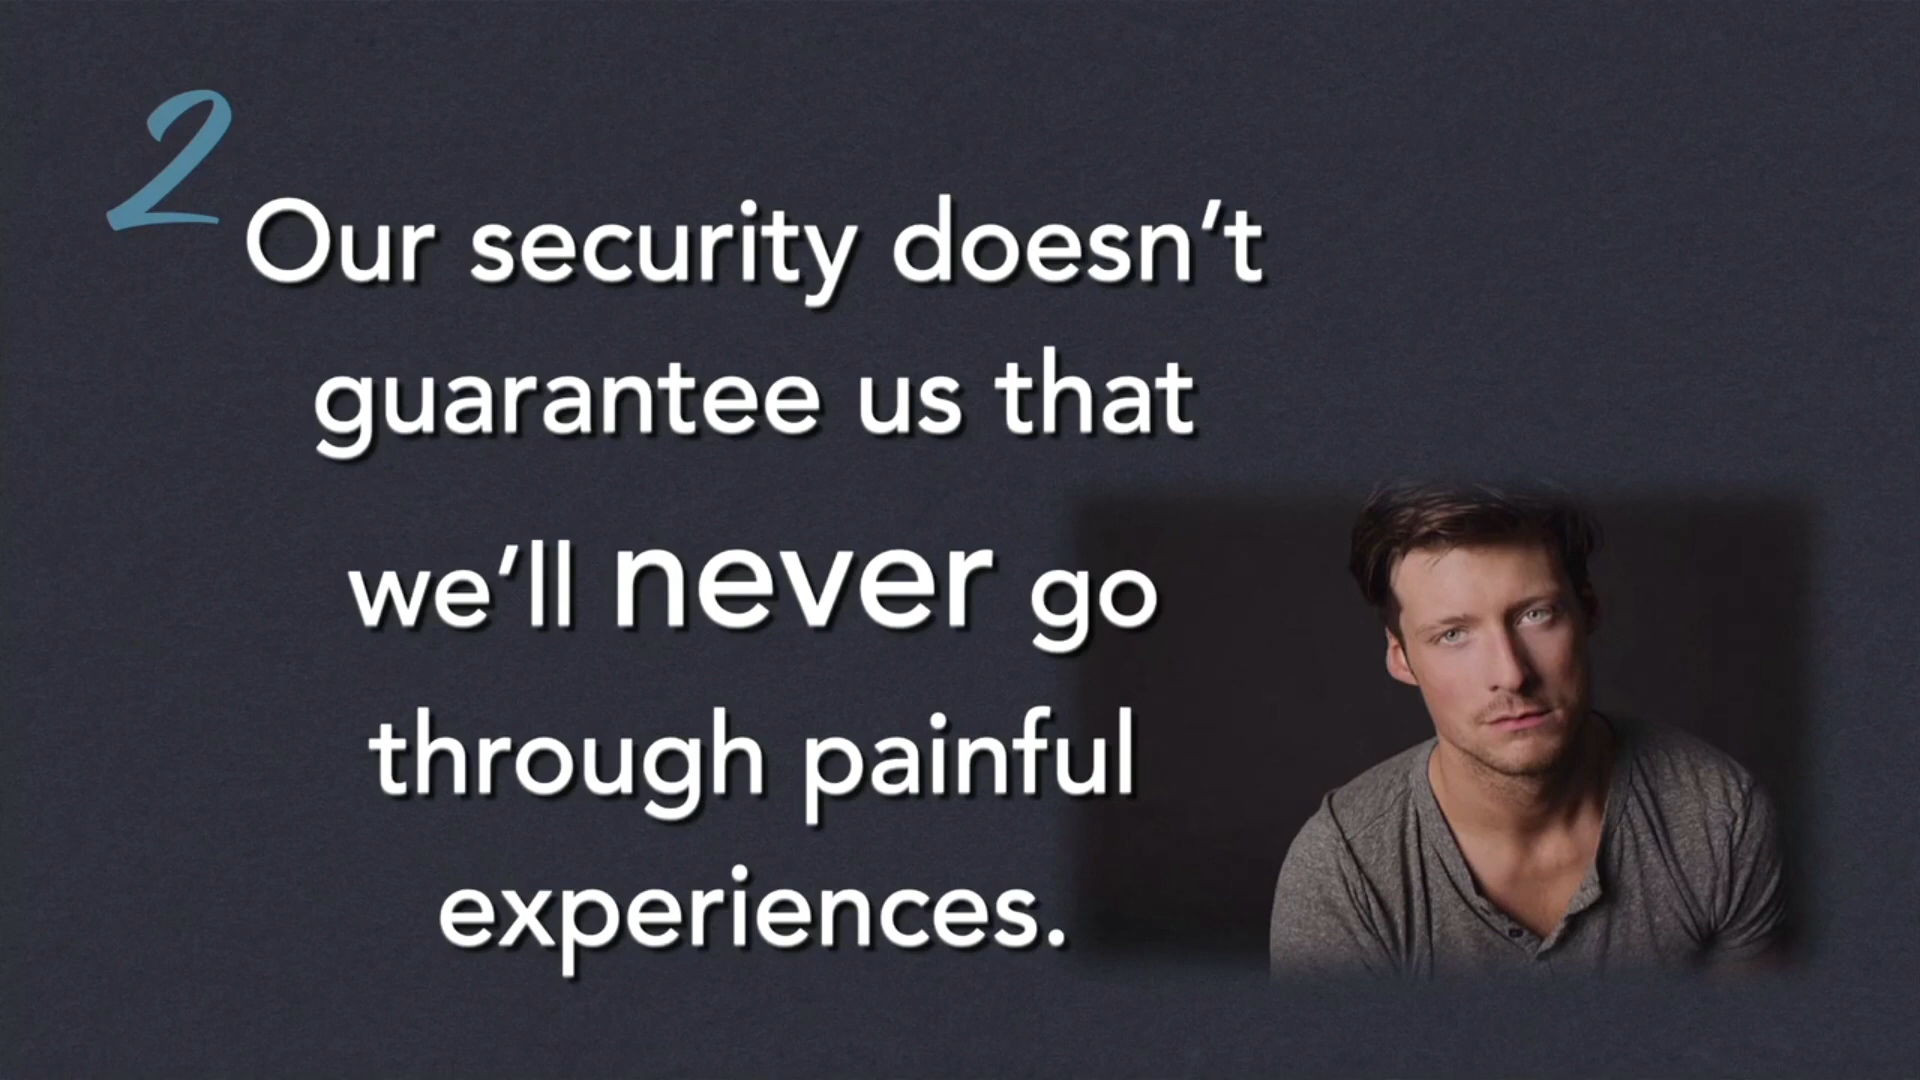 2
Our security doesn’t
guarantee us that
we’ll never go
through painful
experiences.